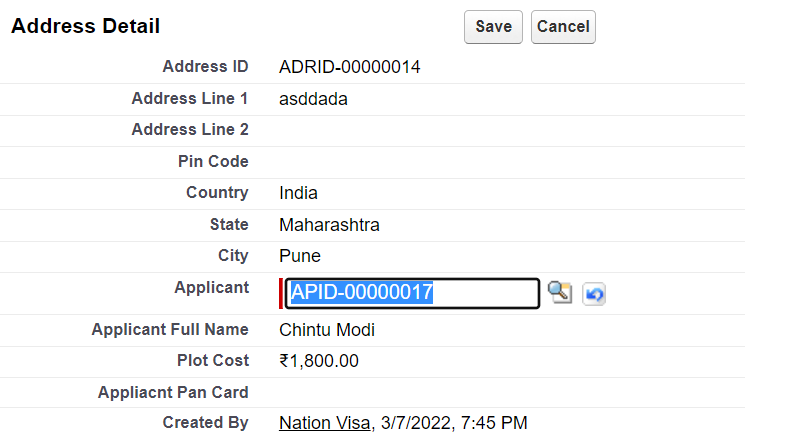 Address Detail Save Cancel
Address ID ADRID-00000014
Address Line 1 asddada
Address Line 2
Pin Code
Country India
State Maharashtra
City Pune
Applicant APID-00000017
Applicant Full Name Chintu Modi
Plot Cost ₹1,800.00
Appliacnt Pan Card
Created By Nation Visa, 3/7/2022, 7:45 PM